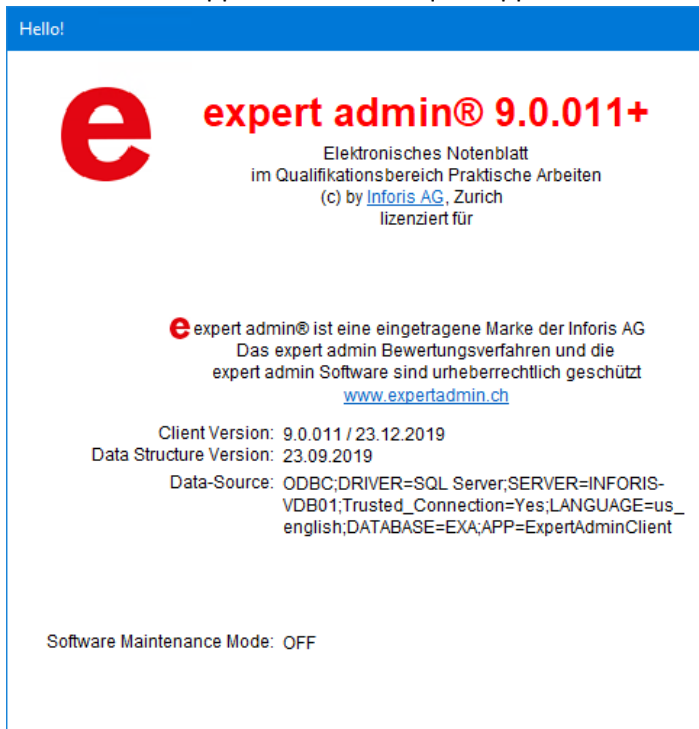 Hello!
e expert admin® 9.0.011+
Elektronisches Notenblatt
im Qualifikationsbereich Praktische Arbeiten
(c) by Inforis AG, Zurich
lizenziert für
e expert admin® ist eine eingetragene Marke der Inforis AG
Das expert admin Bewertungsverfahren und die
expert admin Software sind urheberrechtlich geschützt
www.expertadmin.ch
Client Version: 9.0.011 / 23.12.2019
Data Structure Version: 23.09.2019
Data-Source: ODBC;DRIVER=SQL Server;SERVER=INFORIS-
VDB01;Trusted_Connection=Yes;LANGUAGE=us_
english;DATABASE=EXA;APP=ExpertAdminClient
Software Maintenance Mode: OFF